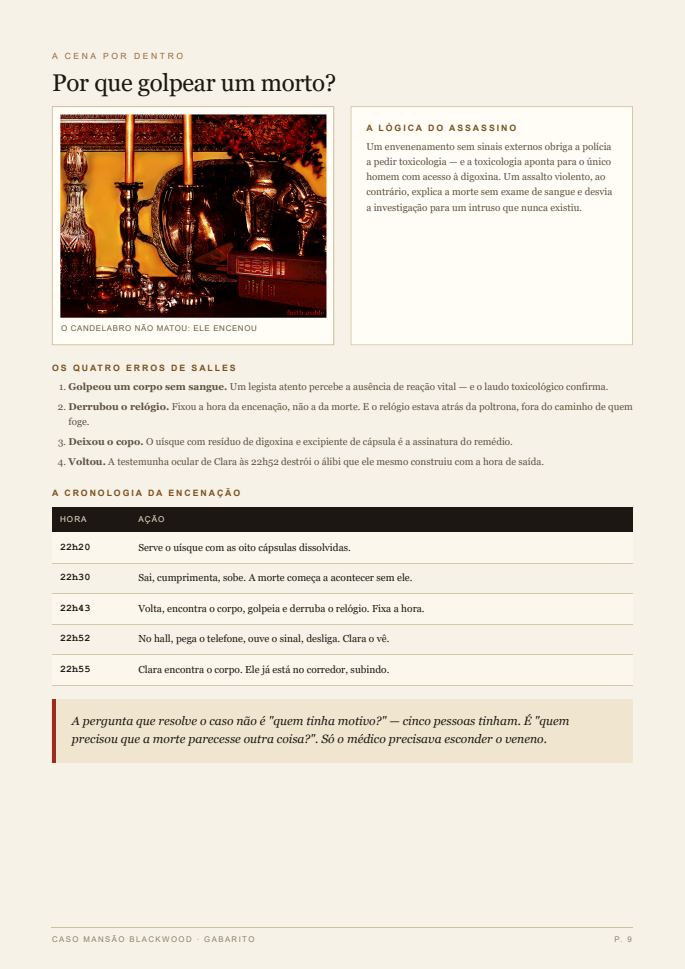 A CENA POR DENTRO
Por que golpear um morto?
O CANDELABRO NÃO MATOU: ELE ENCENOU
A LÓGICA DO ASSASSINO
Um envenenamento sem sinais externos obriga a polícia
a pedir toxicologia — e a toxicologia aponta para o único
homem com acesso à digoxina. Um assalto violento, ao
contrário, explica a morte sem exame de sangue e desvia
a investigação para um intruso que nunca existiu.
OS QUATRO ERROS DE SALLES
1. Golpeou um corpo sem sangue. Um legista atento percebe a ausência de reação vital — e o laudo toxicológico confirma.
2. Derrubou o relógio. Fixou a hora da encenação, não a da morte. E o relógio estava atrás da poltrona, fora do caminho de quem
foge.
3. Deixou o copo. O uísque com resíduo de digoxina e excipiente de cápsula é a assinatura do remédio.
4. Voltou. A testemunha ocular de Clara às 22h52 destrói o álibi que ele mesmo construiu com a hora de saída.
A CRONOLOGIA DA ENCENAÇÃO
HORA AÇÃO
22h20 Serve o uísque com as oito cápsulas dissolvidas.
22h30 Sai, cumprimenta, sobe. A morte começa a acontecer sem ele.
22h43 Volta, encontra o corpo, golpeia e derruba o relógio. Fixa a hora.
22h52 No hall, pega o telefone, ouve o sinal, desliga. Clara o vê.
22h55 Clara encontra o corpo. Ele já está no corredor, subindo.
A pergunta que resolve o caso não é "quem tinha motivo?" — cinco pessoas tinham. É "quem
precisou que a morte parecesse outra coisa?". Só o médico precisava esconder o veneno.
CASO MANSÃO BLACKWOOD · GABARITO
P. 9